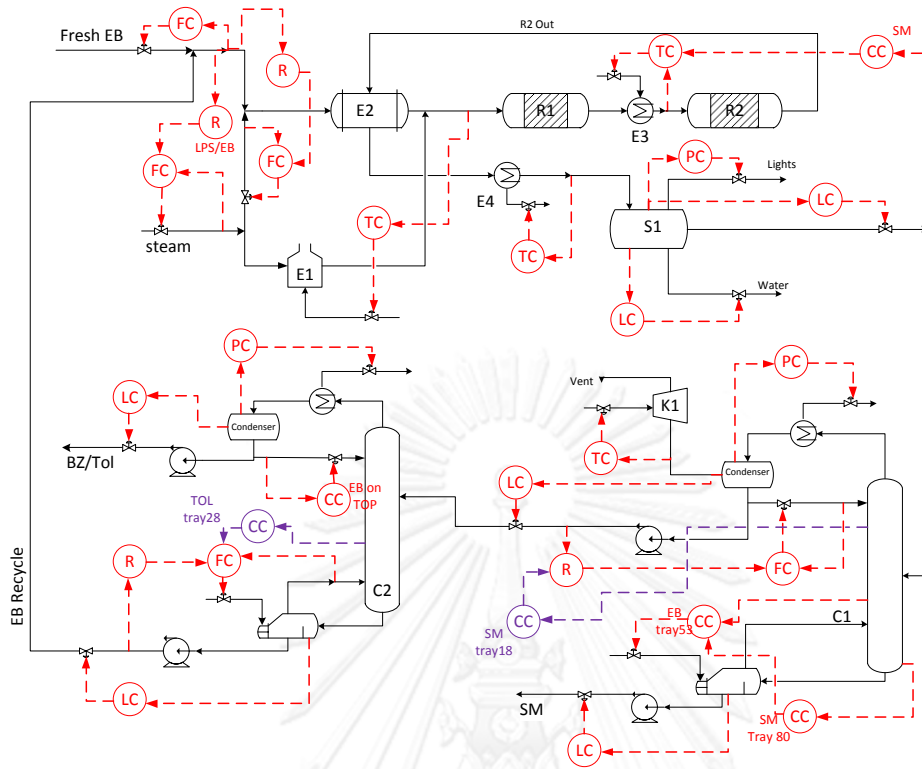 R2 Out
SM
Fresh EB
FC
R
TC
CC
E2
R1
R2
E3
R
LPS/EB
FC
FC
PC
Lights
LC
E4
S1
TC
TC
steam
E1
Water
LC
PC
PC
LC
Condenser
Vent
K1
BZ/Tol
TC
Condenser
LC
CC
EB on
TOP
TOL
tray28
CC
R
FC
R
FC
C2
CC
SM
tray18
EB
tray53
CC
C1
EB Recycle
LC
SM
CC
SM
Tray 80
LC